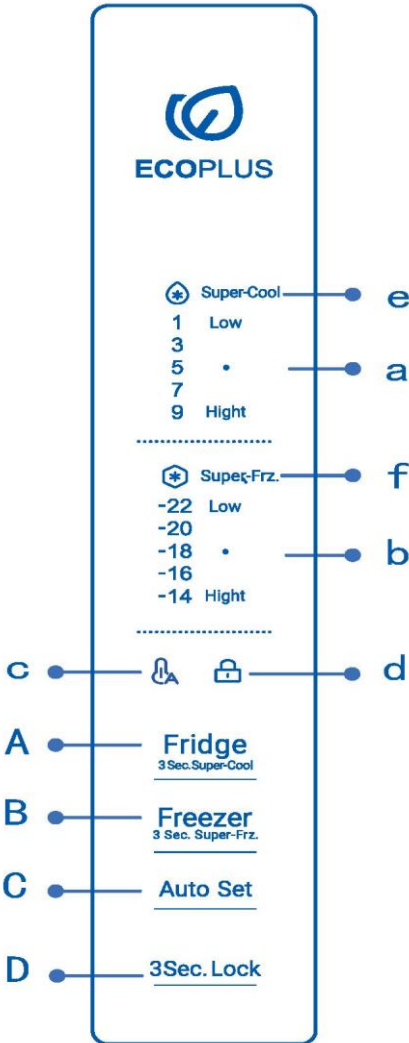 ECOPLUS
Super-Cool e
1 Low
3
5 • a
7
9 Hight
Super-Frz. f
-22 Low
-20
-18 • b
-16
-14 Hight
c A d
A Fridge
3 Sec. Super-Cool
B Freezer
3 Sec. Super-Frz.
C Auto Set
D 3Sec. Lock